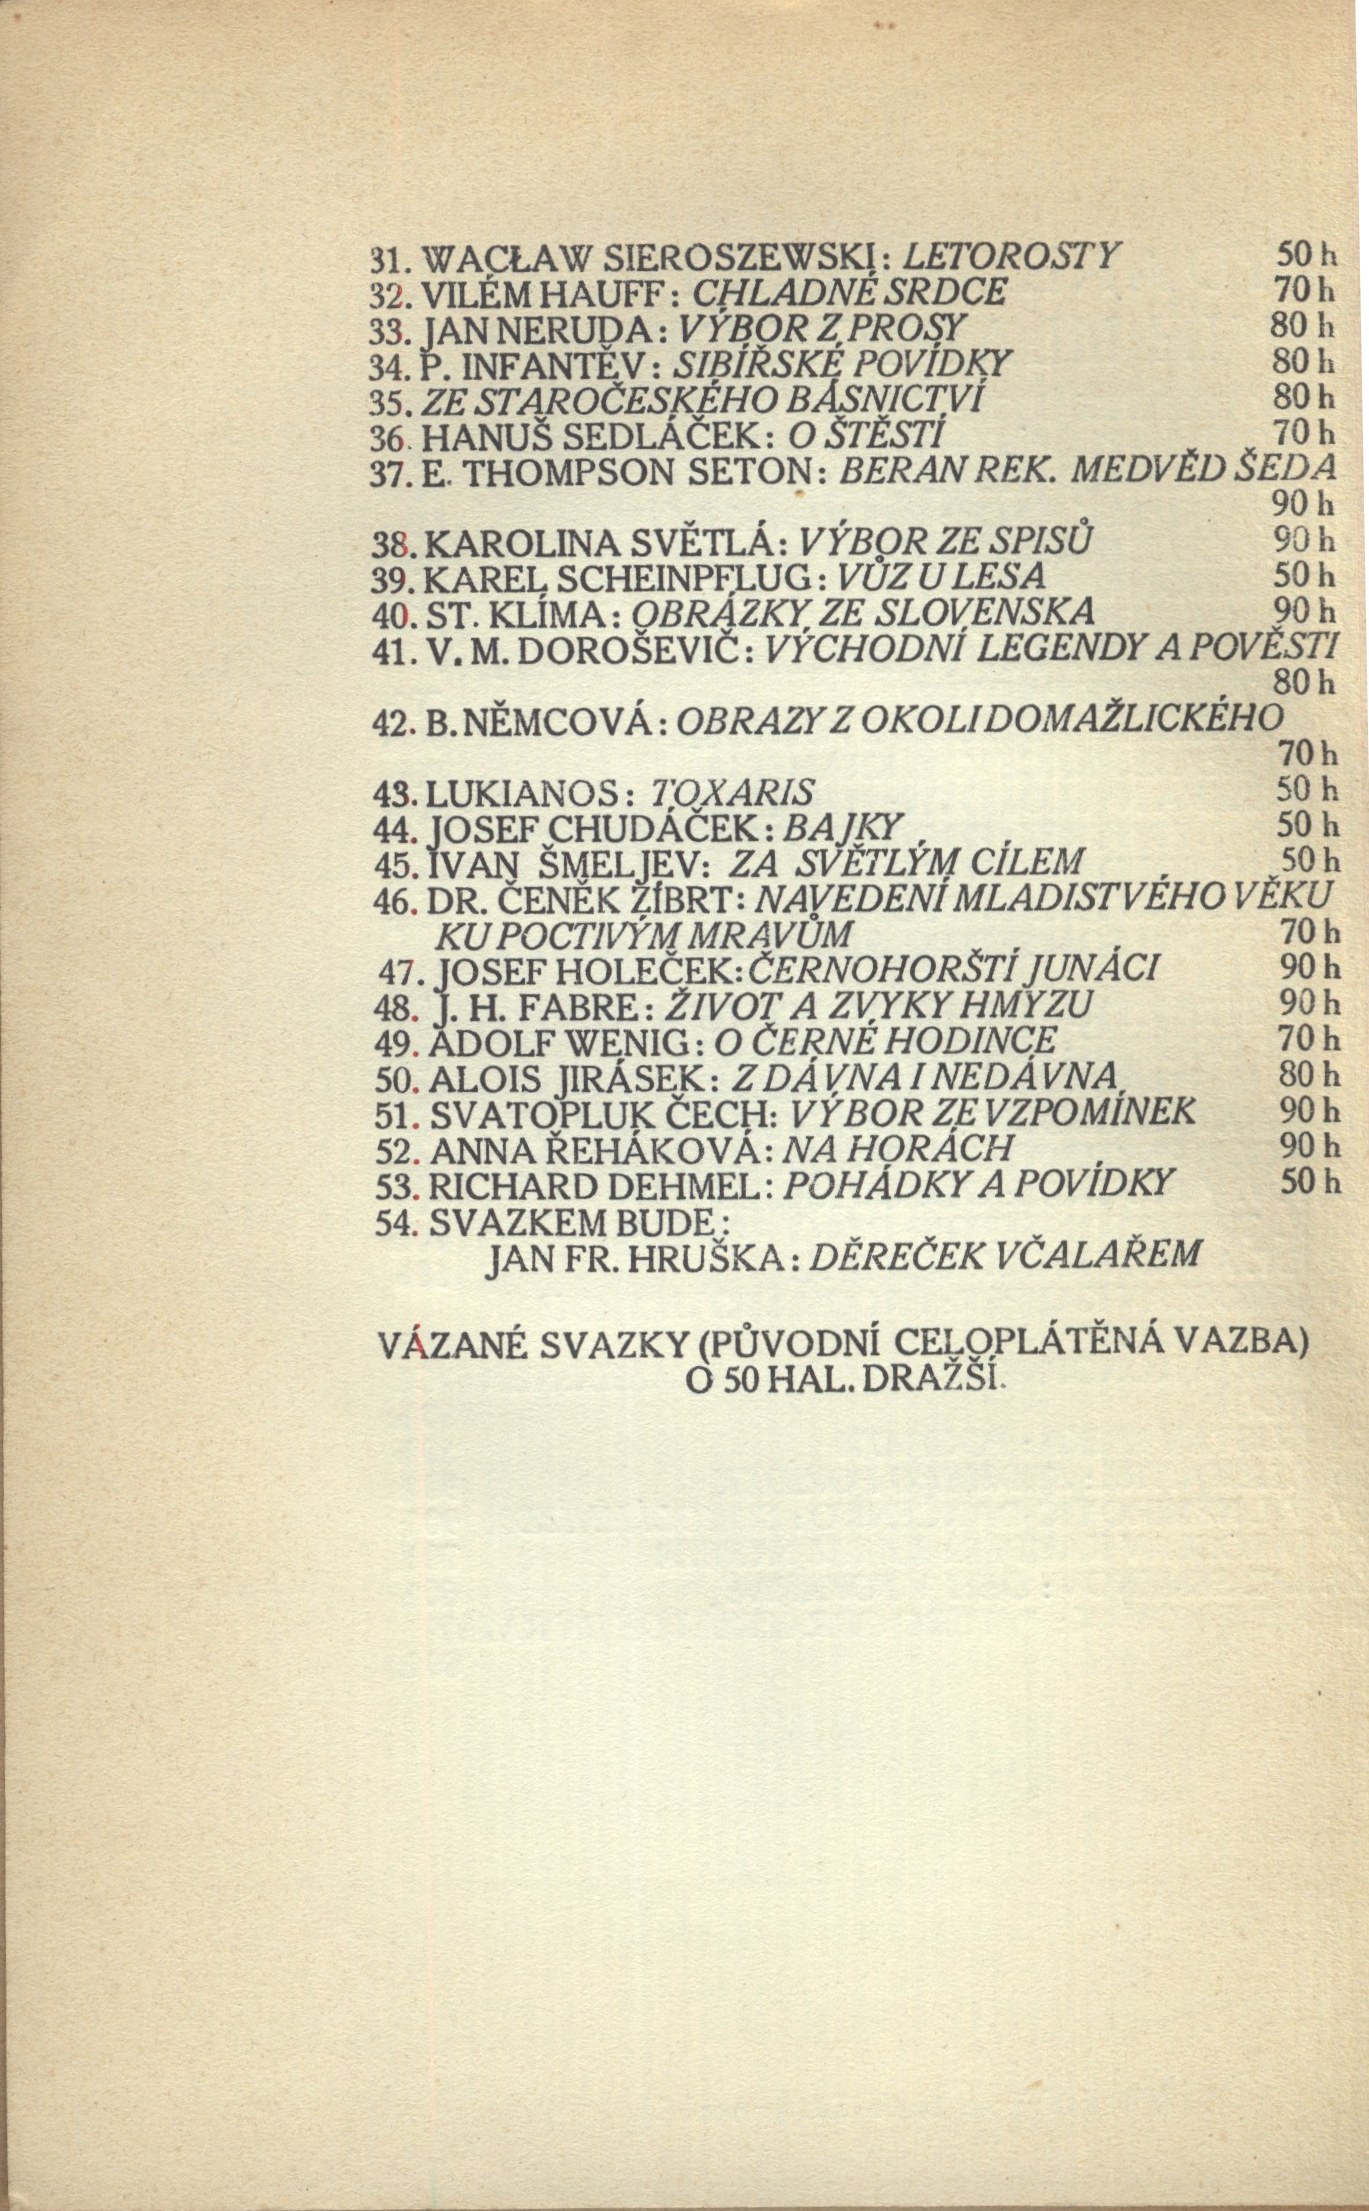 31. WACŁAW SIEROSZEWSKI: LETOROSTY 50 h
32. VILÉM HAUFF: CHLADNÉ SRDCE 70 h
33. JAN NERUDA: VÝBOR Z PROSY 80 h
34. P. INFANTĚV: SIBÍŘSKÉ POVÍDKY 80 h
35. ZE STAROČESKÉHO BÁSNICTVÍ 80 h
36. HANUŠ SEDLÁČEK: O ŠTĚSTÍ 70 h
37. E. THOMPSON SETON: BERAN REK. MEDVĚD ŠEDA
90 h
38. KAROLINA SVĚTLÁ: VÝBOR ZE SPISŮ 90 h
39. KAREL SCHEINPFLUG: VŮZ U LESA 50 h
40. ST. KLÍMA: OBRÁZKY ZE SLOVENSKA 90 h
41. V. M. DOROŠEVIČ: VÝCHODNÍ LEGENDY A POVĚSTI
80 h
42. B. NĚMCOVÁ: OBRAZY Z OKOLI DOMAŽLICKÉHO
70 h
43. LUKIANOS: TOXARIS 50 h
44. JOSEF CHUDÁČEK: BAJKY 50 h
45. IVAN ŠMELJEV: ZA SVĚTLÝM CÍLEM 50 h
46. DR. ČENĚK ZÍBRT: NAVEDENÍ MLADISTVÉHO VĚKU
KU POCTIVÝM MRAVŮM 70 h
47. JOSEF HOLEČEK: ČERNOHORŠTÍ JUNÁCI 90 h
48. J. H. FABRE: ŽIVOT A ZVYKY HMYZU 90 h
49. ADOLF WENIG: O ČERNÉ HODINCE 70 h
50. ALOIS JIRÁSEK: Z DÁVNA I NEDÁVNA 80 h
51. SVATOPLUK ČECH: VÝBOR ZE VZPOMÍNEK 90 h
52. ANNA ŘEHÁKOVÁ: NA HORÁCH 90 h
53. RICHARD DEHMEL: POHÁDKY A POVÍDKY 50 h
54. SVAZKEM BUDE:
JAN FR. HRUŠKA: DĚREČEK VČALAŘEM
VÁZANÉ SVAZKY (PŮVODNÍ CELOPLÁTĚNÁ VAZBA)
O 50 HAL. DRAŽŠÍ.